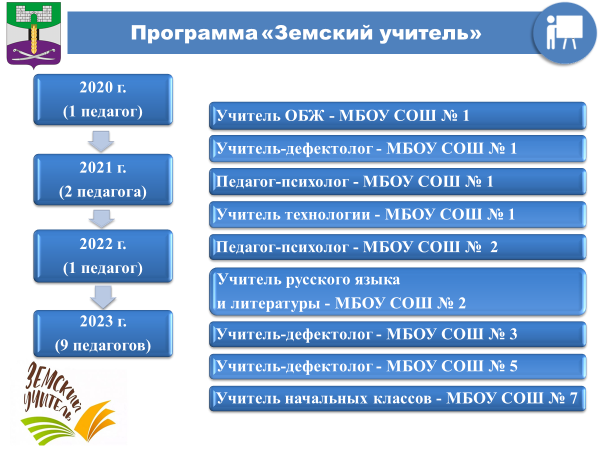 Программа «Земский учитель»
2020 г.
(1 педагог)
2021 г.
(2 педагога)
2022 г.
(1 педагог)
2023 г.
(9 педагогов)
ЗЕМСКИЙ
УЧИТЕЛЬ
Учитель ОБЖ - МБОУ СОШ № 1
Учитель-дефектолог - МБОУ СОШ № 1
Педагог-психолог - МБОУ СОШ № 1
Учитель технологии - МБОУ СОШ № 1
Педагог-психолог - МБОУ СОШ № 2
Учитель русского языка
и литературы - МБОУ СОШ № 2
Учитель-дефектолог - МБОУ СОШ № 3
Учитель-дефектолог - МБОУ СОШ № 5
Учитель начальных классов - МБОУ СОШ № 7